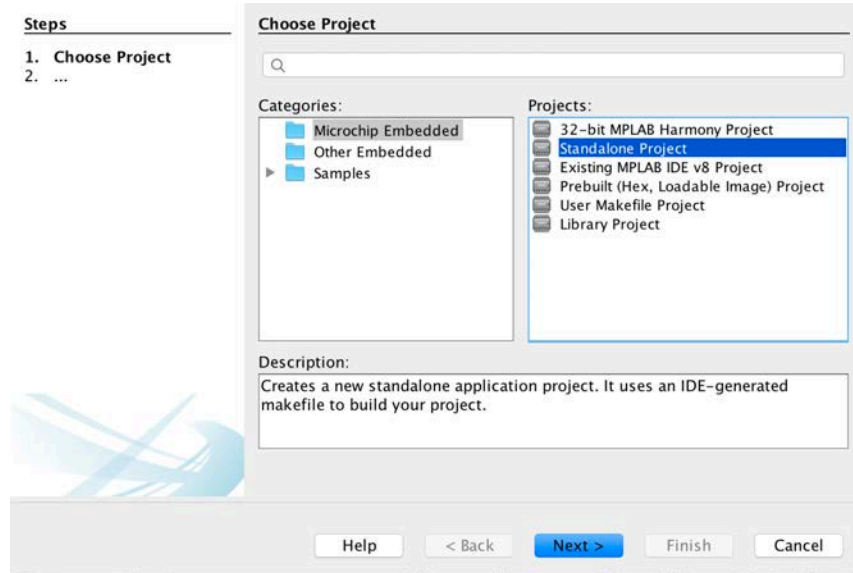 Steps
1. Choose Project
2. ...
Choose Project
Categories:
Microchip Embedded
Other Embedded
Samples
Projects:
32-bit MPLAB Harmony Project
Standalone Project
Existing MPLAB IDE v8 Project
Prebuilt (Hex, Loadable Image) Project
User Makefile Project
Library Project
Description:
Creates a new standalone application project. It uses an IDE-generated
makefile to build your project.
Help
< Back
Next >
Finish
Cancel